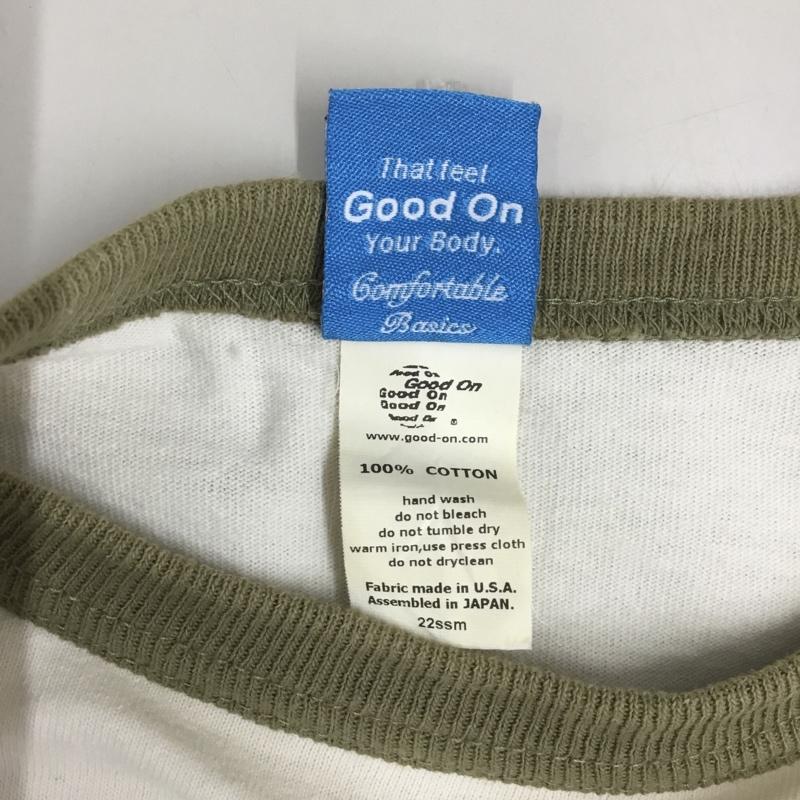 That feel
Good On
Your Body.
Comfortable
Basics
Good On
Good On
Good On
Good On
Good On
®
www.good-on.com
100% COTTON
hand wash
do not bleach
do not tumble dry
warm iron,use press cloth
do not dryclean
Fabric made in U.S.A.
Assembled in JAPAN.
22ssm